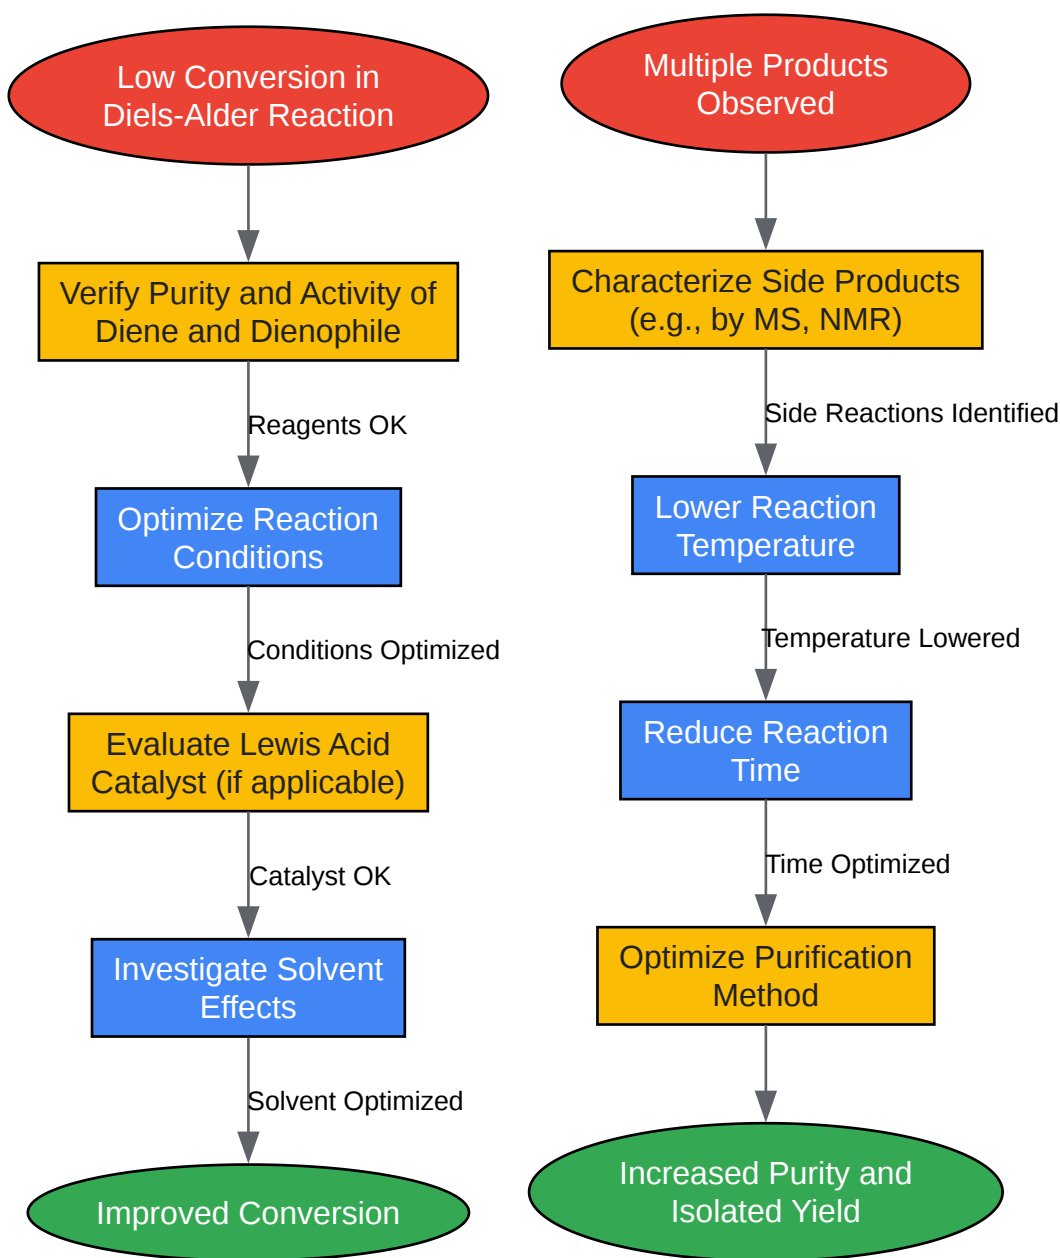 Low Conversion in
Diels-Alder Reaction
Verify Purity and Activity of
Diene and Dienophile
Reagents OK
Optimize Reaction
Conditions
Conditions Optimized
Evaluate Lewis Acid
Catalyst (if applicable)
Catalyst OK
Investigate Solvent
Effects
Solvent Optimized
Improved Conversion
Multiple Products
Observed
Characterize Side Products
(e.g., by MS, NMR)
Side Reactions Identified
Lower Reaction
Temperature
Temperature Lowered
Reduce Reaction
Time
Time Optimized
Optimize Purification
Method
Increased Purity and
Isolated Yield